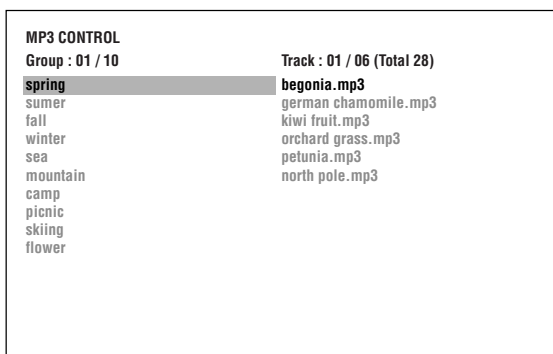 MP3 CONTROL
Group : 01 / 10
Track : 01 / 06 (Total 28)
spring
sumer
fall
winter
sea
mountain
camp
picnic
skiing
flower
begonia.mp3
german chamomile.mp3
kiwi fruit.mp3
orchard grass.mp3
petunia.mp3
north pole.mp3